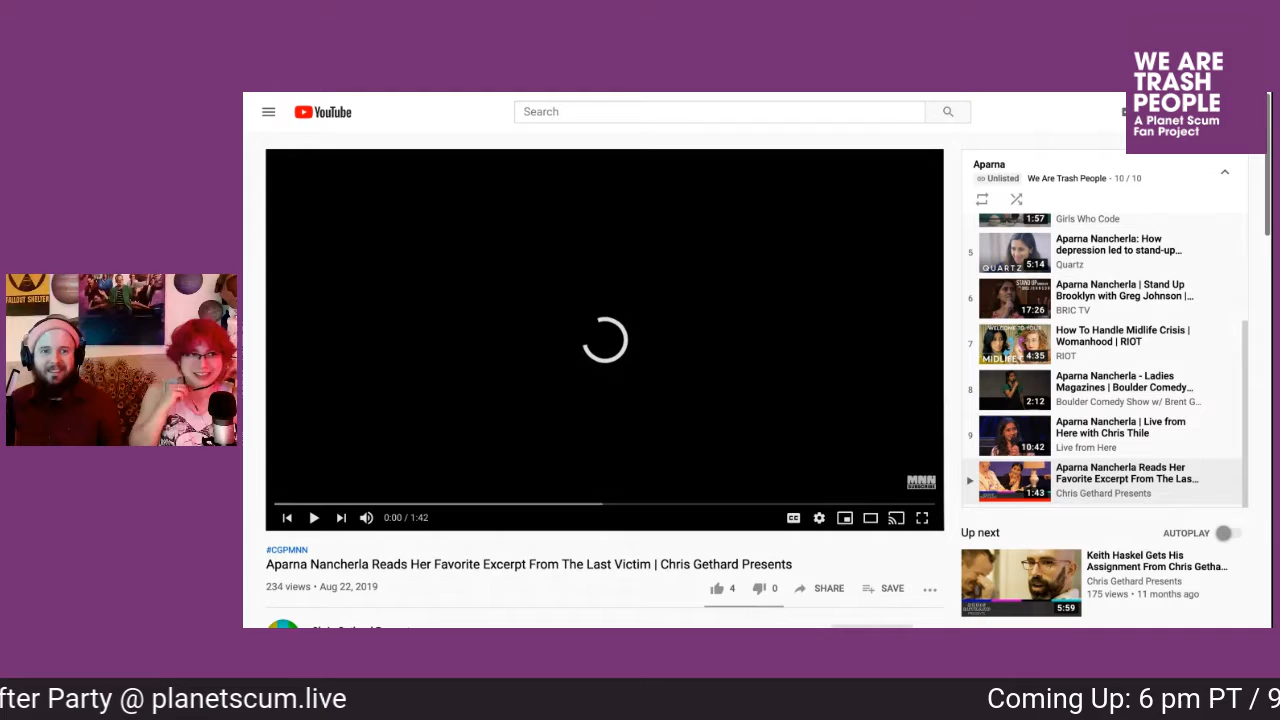 WE ARE
TRASH
PEOPLE
A Planet Scum
Fan Project
YouTube
Search
Aparna
Unlisted We Are Trash People - 10 / 10
1:57
Girls Who Code
5
QUARTZ
5:14
Aparna Nancherla: How
depression led to stand-up...
Quartz
6
17:26
Aparna Nancherla | Stand Up
Brooklyn with Greg Johnson |...
BRIC TV
7
WELCOME TO YOUR
MIDLIFE
4:35
How To Handle Midlife Crisis |
Womanhood | RIOT
RIOT
8
2:12
Aparna Nancherla - Ladies
Magazines | Boulder Comedy...
Boulder Comedy Show w/ Brent G...
9
10:42
Aparna Nancherla | Live from
Here with Chris Thile
Live from Here
1:43
Aparna Nancherla Reads Her
Favorite Excerpt From The Las...
Chris Gethard Presents
FALLOUT SHELTER
MNN
SUBSCRIBE
0:00 / 1:42
CC
#CGPMNN
Aparna Nancherla Reads Her Favorite Excerpt From The Last Victim | Chris Gethard Presents
234 views • Aug 22, 2019
4
0
SHARE
SAVE
Up next
AUTOPLAY
5:59
Keith Haskel Gets His
Assignment From Chris Getha...
Chris Gethard Presents
175 views • 11 months ago
fter Party @ planetscum.live
Coming Up: 6 pm PT / 9